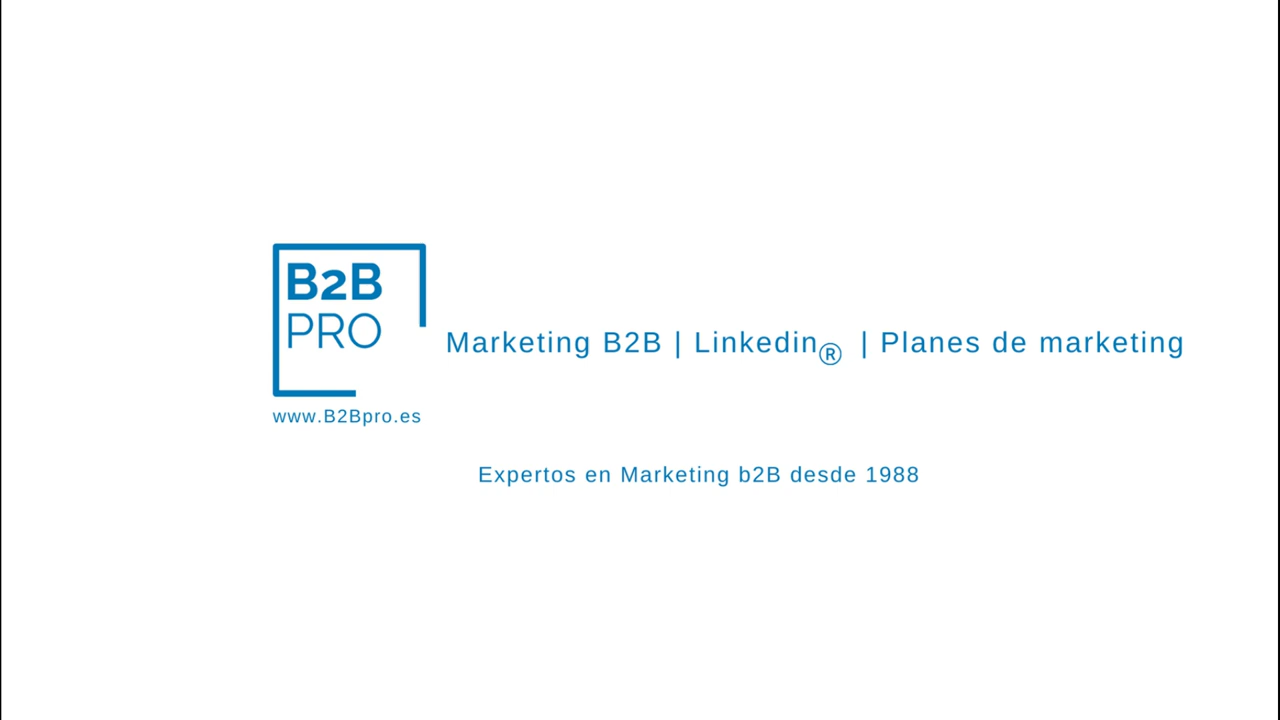 B2B
PRO
Marketing B2B | Linkedin® | Planes de marketing
www.B2Bpro.es
Expertos en Marketing b2B desde 1988